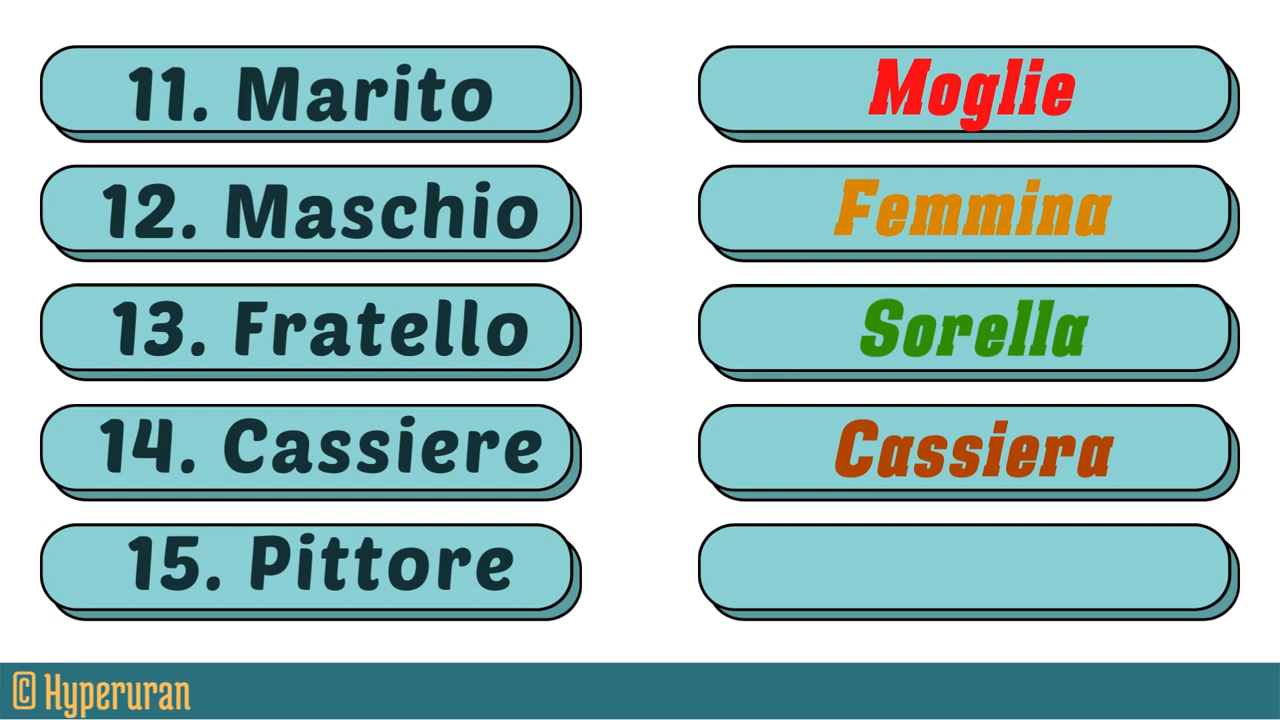 11. Marito
Moglie
12. Maschio
Femmina
13. Fratello
Sorella
14. Cassiere
Cassiera
15. Pittore
© Hyperuran